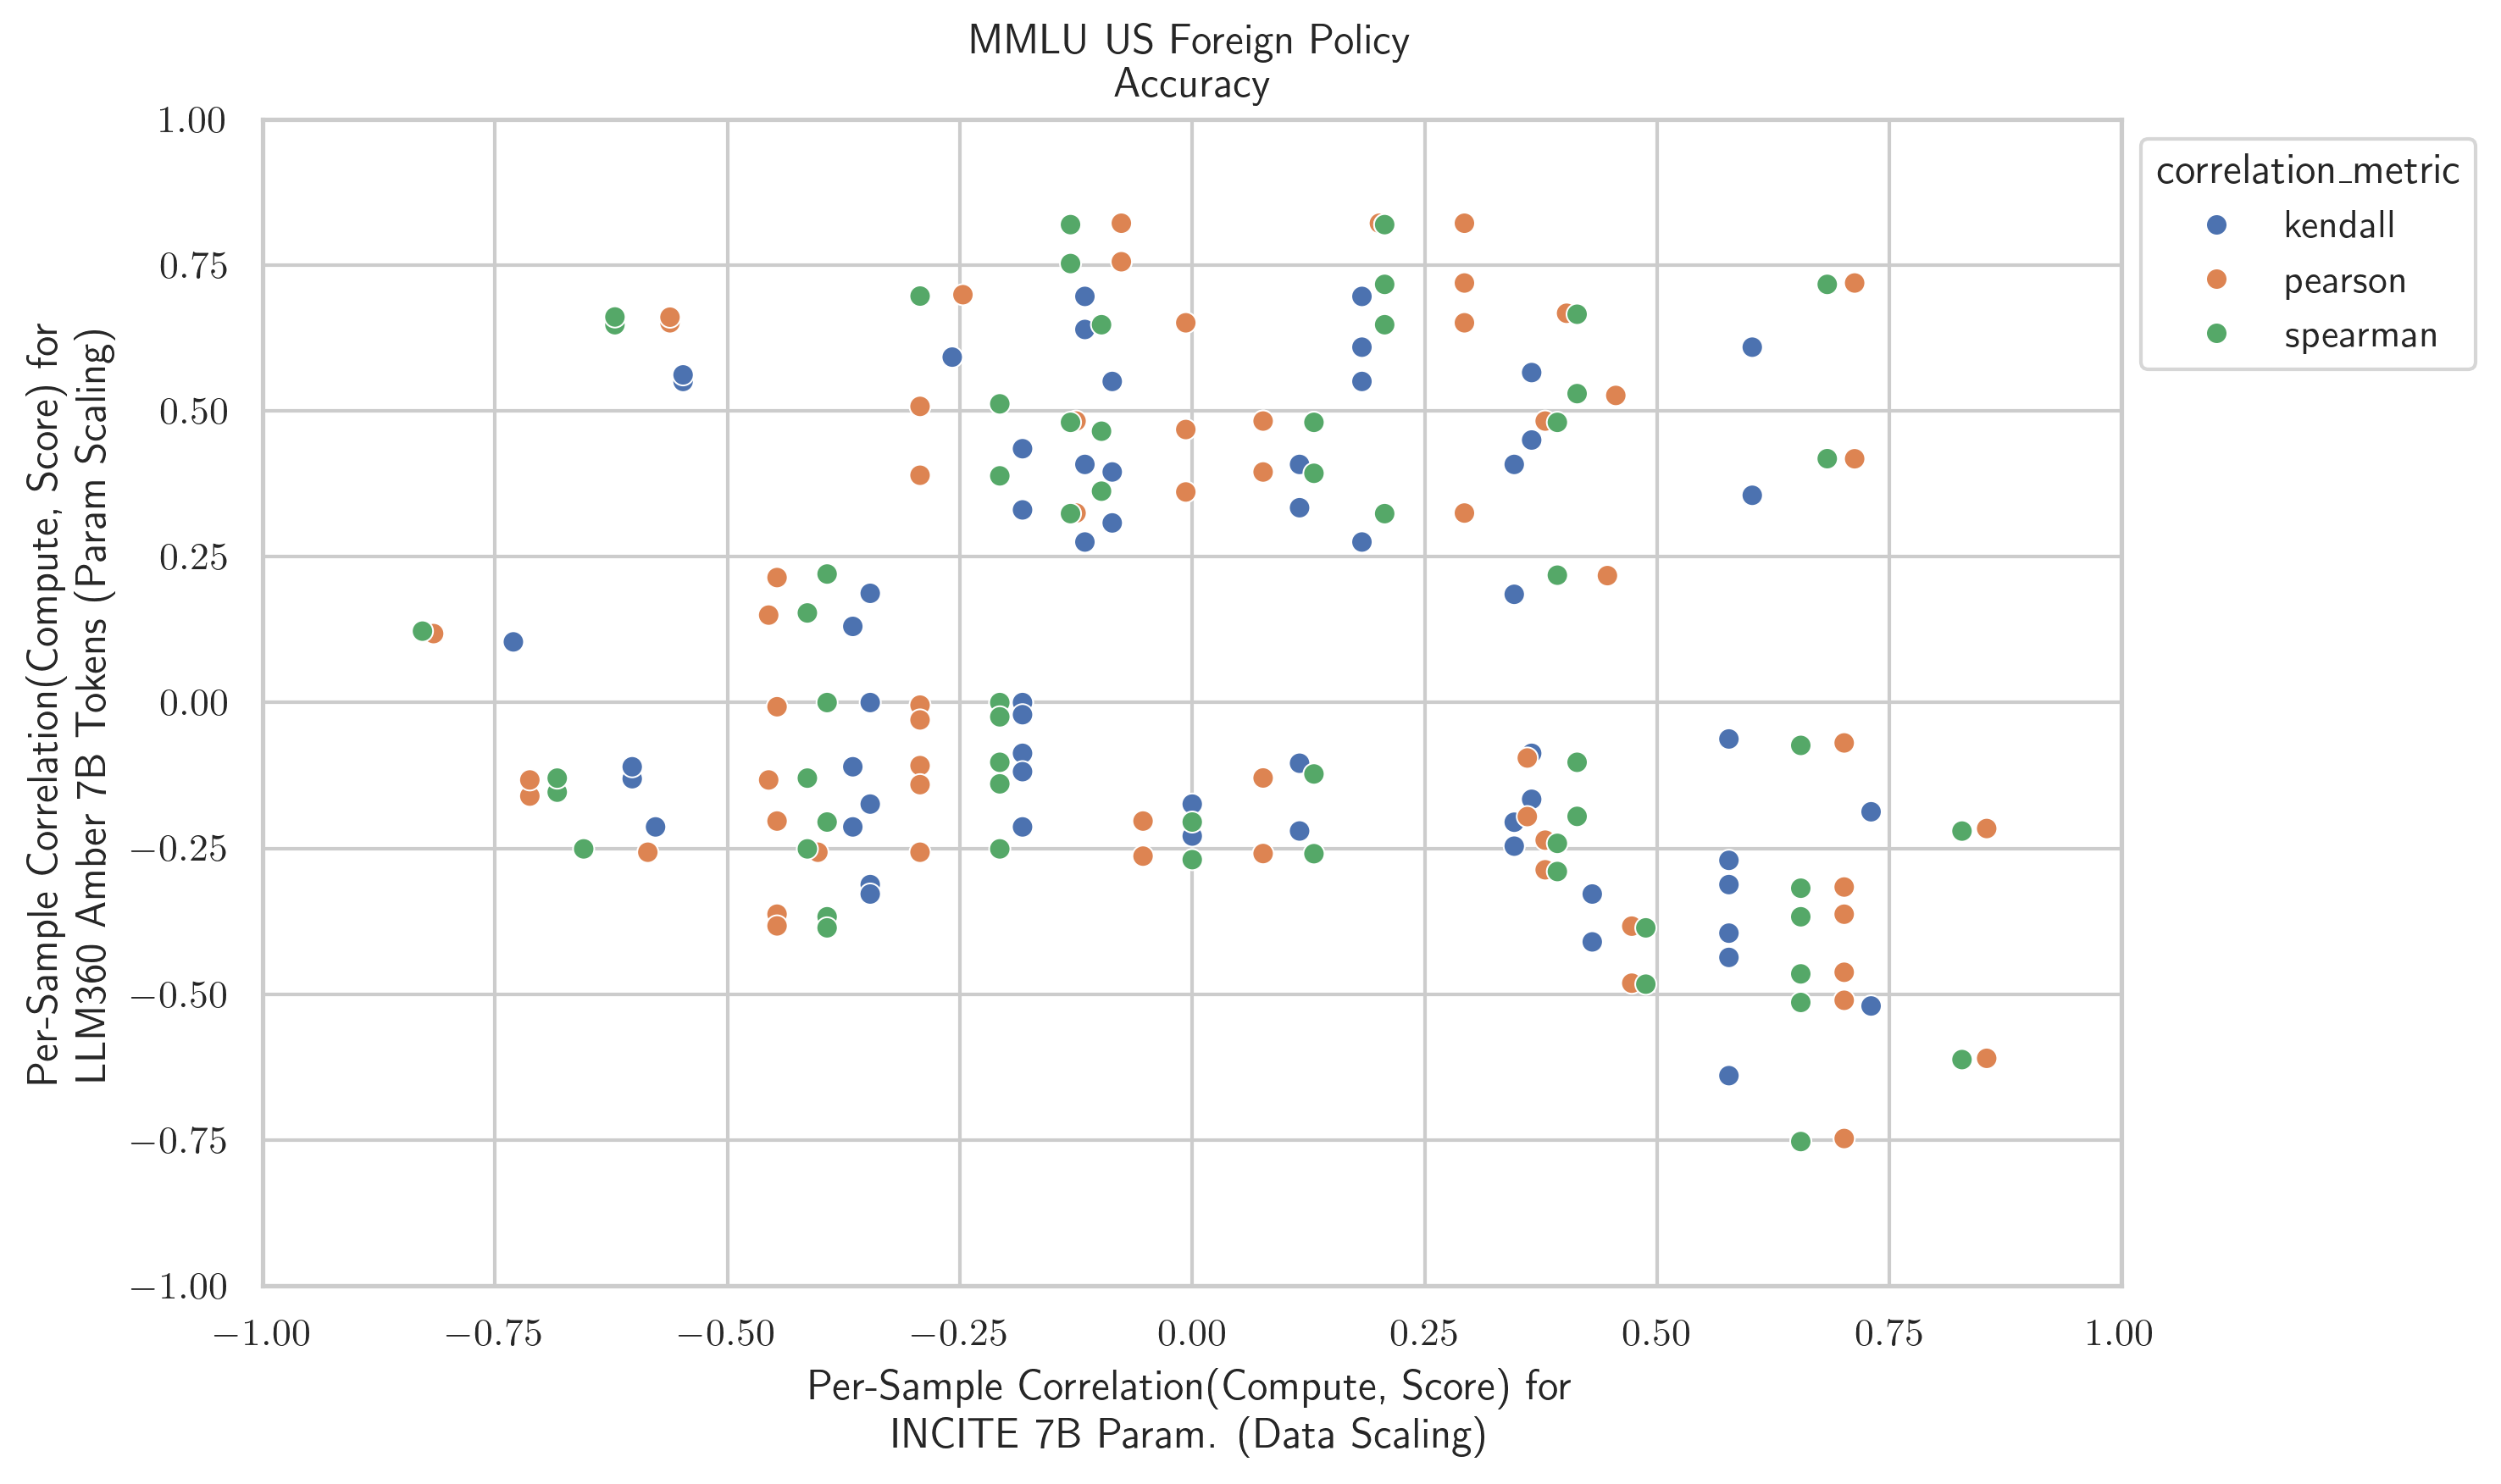 MMLU US Foreign Policy
Accuracy
1.00
0.75
0.50
0.25
0.00
−0.25
−0.50
−0.75
−1.00
Per-Sample Correlation(Compute, Score) for
LLM360 Amber 7B Tokens (Param Scaling)
−1.00 −0.75 −0.50 −0.25 0.00 0.25 0.50 0.75 1.00
Per-Sample Correlation(Compute, Score) for
INCITE 7B Param. (Data Scaling)
correlation_metric
kendall
pearson
spearman